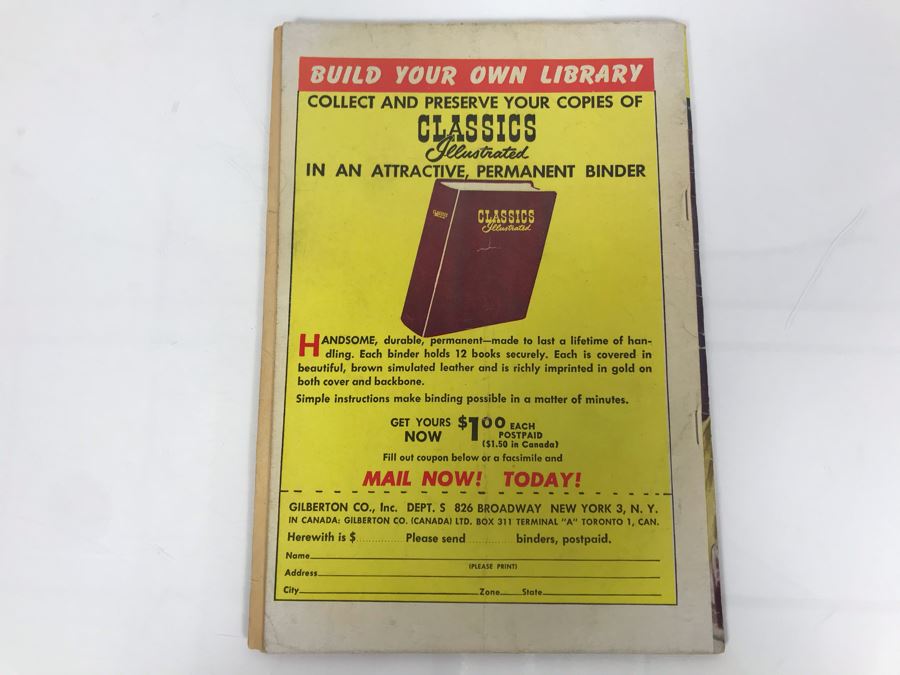 BUILD YOUR OWN LIBRARY
COLLECT AND PRESERVE YOUR COPIES OF
CLASSICS
Illustrated
IN AN ATTRACTIVE, PERMANENT BINDER
CLASSICS
Illustrated
HANDSOME, durable, permanent—made to last a lifetime of han-
dling. Each binder holds 12 books securely. Each is covered in
beautiful, brown simulated leather and is richly imprinted in gold on
both cover and backbone.
Simple instructions make binding possible in a matter of minutes.
GET YOURS NOW $1.00 EACH POSTPAID
($1.50 in Canada)
Fill out coupon below or a facsimile and
MAIL NOW! TODAY!
GILBERTON CO., Inc. DEPT. S 826 BROADWAY NEW YORK 3, N. Y.
IN CANADA: GILBERTON CO. (CANADA) LTD. BOX 311 TERMINAL "A" TORONTO 1, CAN.
Herewith is $ ............ Please send ............ binders, postpaid.
Name
(PLEASE PRINT)
Address
City Zone State